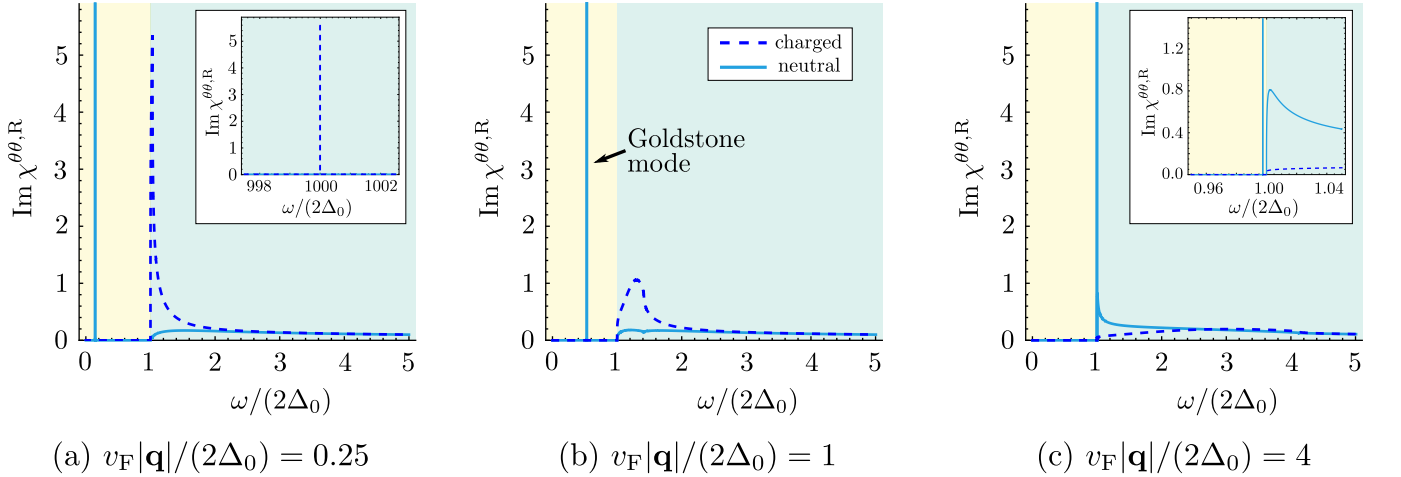 Im χ^{θθ,R}
5
4
3
2
1
0
0 1 2 3 4 5
ω/(2Δ₀)
Im χ^{θθ,R}
5
4
3
2
1
0
998 1000 1002
ω/(2Δ₀)
(a) v_F|q|/(2Δ₀) = 0.25
Im χ^{θθ,R}
5
4
3
2
1
0
0 1 2 3 4 5
ω/(2Δ₀)
charged
neutral
Goldstone
mode
(b) v_F|q|/(2Δ₀) = 1
Im χ^{θθ,R}
5
4
3
2
1
0
0 1 2 3 4 5
ω/(2Δ₀)
Im χ^{θθ,R}
1.2
0.8
0.4
0.0
0.96 1.00 1.04
ω/(2Δ₀)
(c) v_F|q|/(2Δ₀) = 4